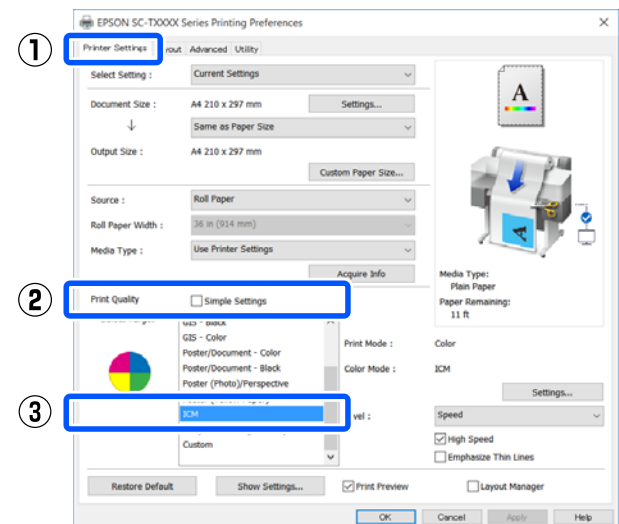 EPSON SC-TXXXX Series Printing Preferences
1
Printer Settings yout Advanced Utility
Select Setting : Current Settings
Document Size : A4 210 x 297 mm Settings...
Same as Paper Size
Output Size : A4 210 x 297 mm
Custom Paper Size...
Source : Roll Paper
Roll Paper Width : 36 in (914 mm)
Media Type : Use Printer Settings
Acquire Info
A
Media Type:
Plain Paper
Paper Remaining:
11 ft
2
Print Quality Simple Settings
GIS - Black
GIS - Color
Poster/Document - Color
Poster/Document - Black
Poster (Photo)/Perspective
3
ICM
Custom
Print Mode : Color
Color Mode : ICM
Settings...
vel : Speed
High Speed
Emphasize Thin Lines
Restore Default Show Settings... Print Preview Layout Manager
OK Cancel Apply Help